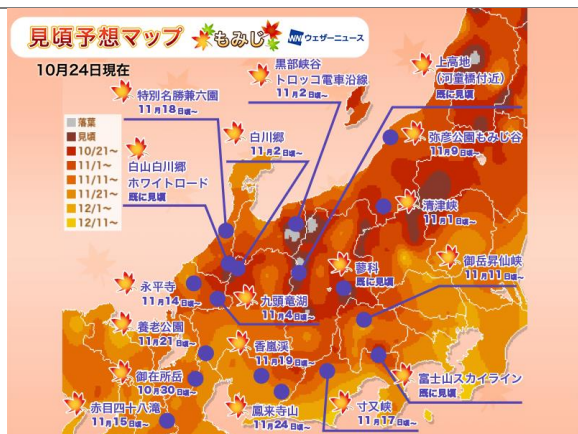 見頃予想マップ もみじ ウェザーニュース
10月24日現在
落葉
見頃
10/21～
11/1～
11/11～
11/21～
12/1～
12/11～
特別名勝兼六園
11月18日頃～
黒部峡谷
トロッコ電車沿線
11月2日頃～
上高地
(河童橋付近)
既に見頃
白川郷
11月2日頃～
弥彦公園もみじ谷
11月9日頃～
白山白川郷
ホワイトロード
既に見頃
清津峡
11月1日頃～
御岳昇仙峡
11月11日頃～
蓼科
既に見頃
永平寺
11月14日頃～
九頭竜湖
11月4日頃～
養老公園
11月21日頃～
香嵐渓
11月19日頃～
御在所岳
10月30日頃～
富士山スカイライン
既に見頃
赤目四十八滝
11月15日頃～
鳳来寺山
11月24日頃～
寸又峡
11月17日頃～